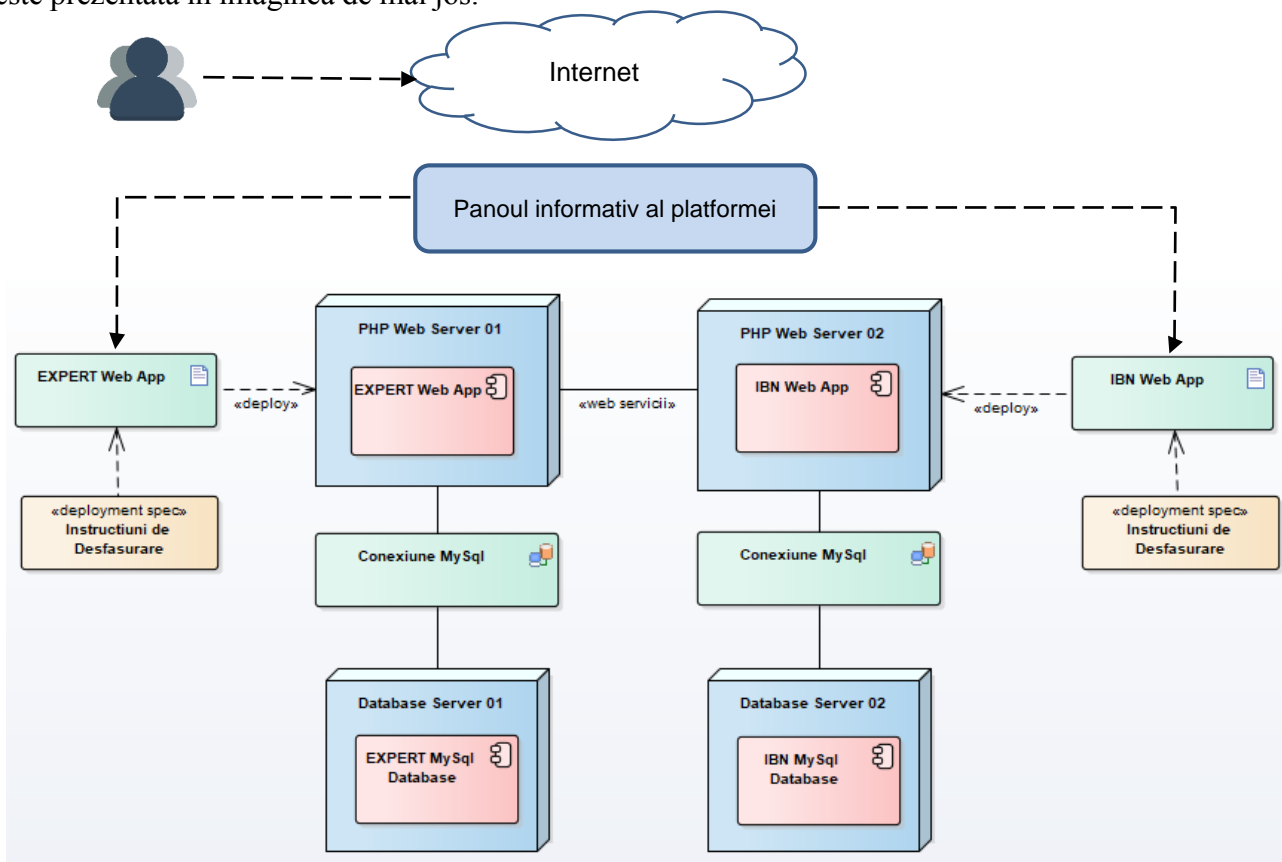 este prezentată în imaginea de mai jos.
Internet
Panoul informativ al platformei
PHP Web Server 01
PHP Web Server 02
EXPERT Web App
EXPERT Web App
IBN Web App
IBN Web App
«deploy»
«web servicii»
«deploy»
«deployment spec»
Instructiuni de
Desfasurare
«deployment spec»
Instructiuni de
Desfasurare
Conexiune MySql
Conexiune MySql
Database Server 01
Database Server 02
EXPERT MySql
Database
IBN MySql
Database